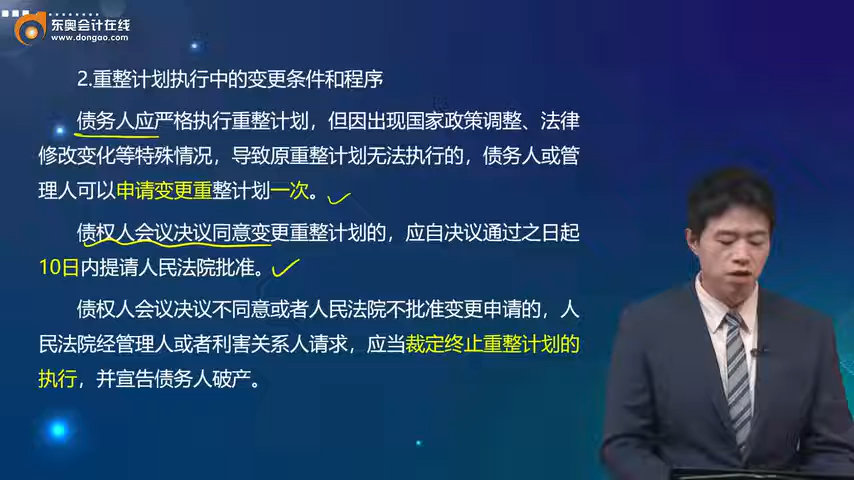 东奥会计在线
www.dongao.com
2.重整计划执行中的变更条件和程序
债务人应严格执行重整计划，但因出现国家政策调整、法律
修改变化等特殊情况，导致原重整计划无法执行的，债务人或管
理人可以申请变更重整计划一次。
债权人会议决议同意变更重整计划的，应自决议通过之日起
10日内提请人民法院批准。
债权人会议决议不同意或者人民法院不批准变更申请的，人
民法院经管理人或者利害关系人请求，应当裁定终止重整计划的
执行，并宣告债务人破产。